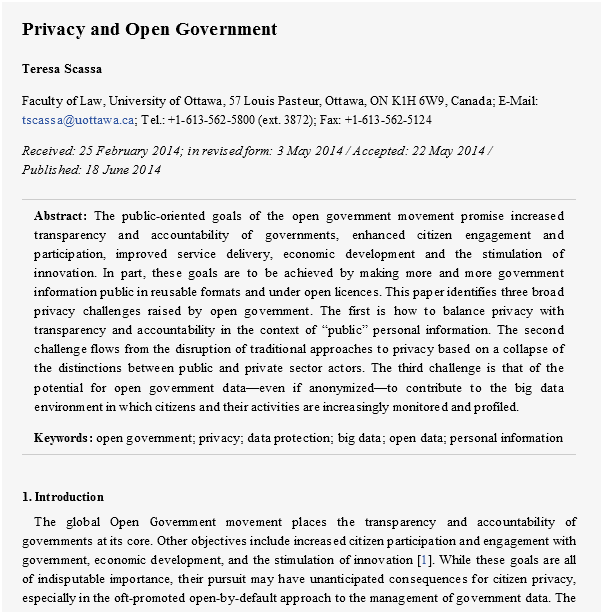 Privacy and Open Government
Teresa Scassa
Faculty of Law, University of Ottawa, 57 Louis Pasteur, Ottawa, ON K1H 6W9, Canada; E-Mail:
tscassa@uottawa.ca; Tel.: +1-613-562-5800 (ext. 3872); Fax: +1-613-562-5124
Received: 25 February 2014; in revised form: 3 May 2014 / Accepted: 22 May 2014 /
Published: 18 June 2014
Abstract: The public-oriented goals of the open government movement promise increased
transparency and accountability of governments, enhanced citizen engagement and
participation, improved service delivery, economic development and the stimulation of
innovation. In part, these goals are to be achieved by making more and more government
information public in reusable formats and under open licences. This paper identifies three broad
privacy challenges raised by open government. The first is how to balance privacy with
transparency and accountability in the context of “public” personal information. The second
challenge flows from the disruption of traditional approaches to privacy based on a collapse of
the distinctions between public and private sector actors. The third challenge is that of the
potential for open government data—even if anonymized—to contribute to the big data
environment in which citizens and their activities are increasingly monitored and profiled.
Keywords: open government; privacy; data protection; big data; open data; personal information
1. Introduction
The global Open Government movement places the transparency and accountability of
governments at its core. Other objectives include increased citizen participation and engagement with
government, economic development, and the stimulation of innovation [1]. While these goals are all
of indisputable importance, their pursuit may have unanticipated consequences for citizen privacy,
especially in the oft-promoted open-by-default approach to the management of government data. The